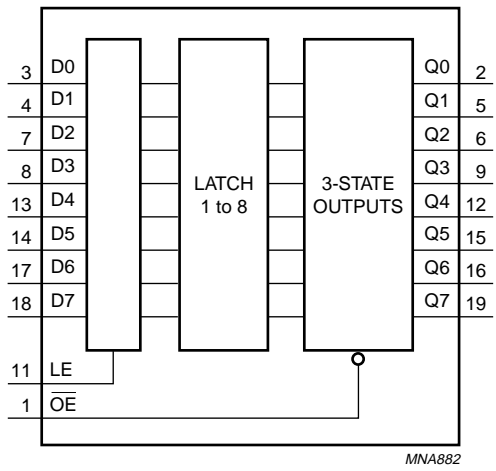 3 D0 Q0 2
4 D1 Q1 5
7 D2 Q2 6
8 D3 Q3 9
13 D4 Q4 12
14 D5 Q5 15
17 D6 Q6 16
18 D7 Q7 19
LATCH
1 to 8
3-STATE
OUTPUTS
11 LE
1 O̅E̅
MNA882